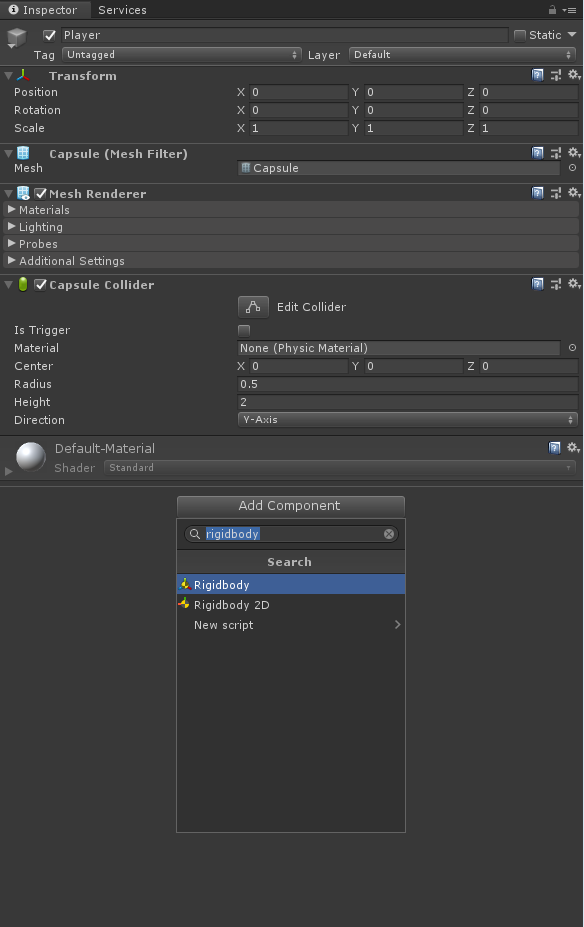 Inspector Services
Player Static
Tag Untagged Layer Default
Transform
Position X 0 Y 0 Z 0
Rotation X 0 Y 0 Z 0
Scale X 1 Y 1 Z 1
Capsule (Mesh Filter)
Mesh Capsule
Mesh Renderer
Materials
Lighting
Probes
Additional Settings
Capsule Collider
Edit Collider
Is Trigger
Material None (Physic Material)
Center X 0 Y 0 Z 0
Radius 0.5
Height 2
Direction Y-Axis
Default-Material
Shader Standard
Add Component
rigidbody
Search
Rigidbody
Rigidbody 2D
New script